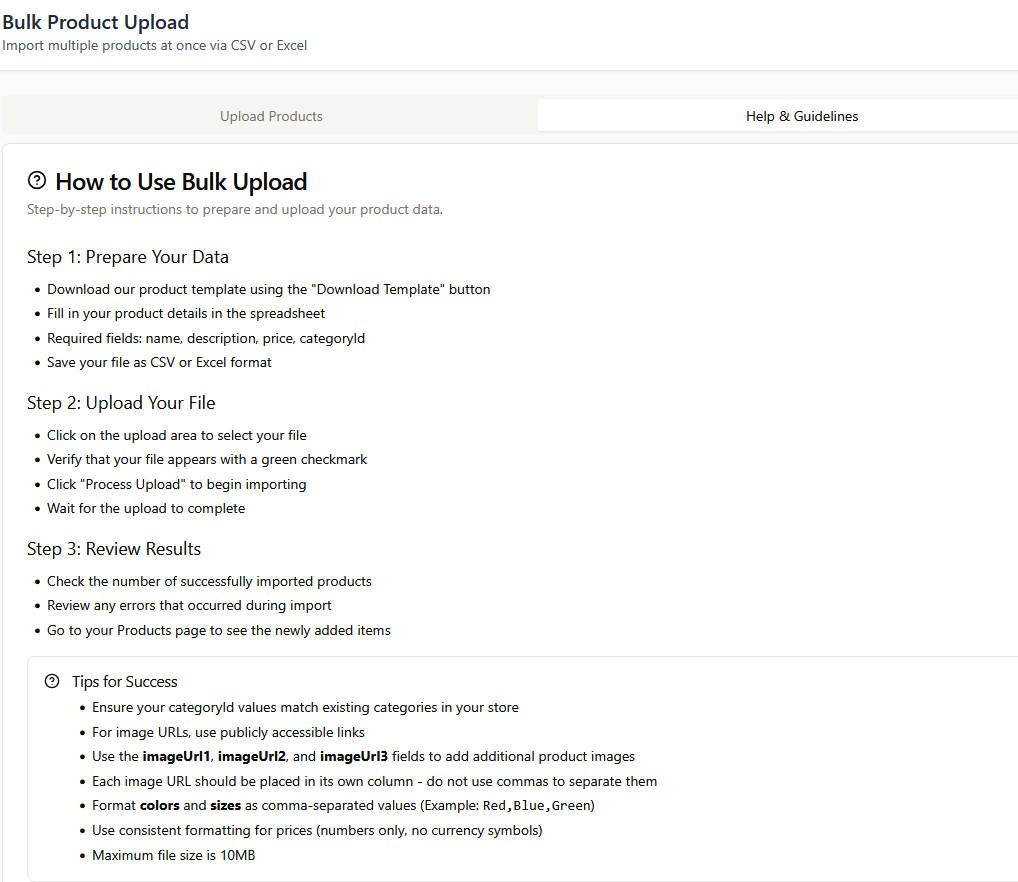 Bulk Product Upload
Import multiple products at once via CSV or Excel
Upload Products
Help & Guidelines
How to Use Bulk Upload
Step-by-step instructions to prepare and upload your product data.
Step 1: Prepare Your Data
• Download our product template using the "Download Template" button
• Fill in your product details in the spreadsheet
• Required fields: name, description, price, categoryId
• Save your file as CSV or Excel format
Step 2: Upload Your File
• Click on the upload area to select your file
• Verify that your file appears with a green checkmark
• Click "Process Upload" to begin importing
• Wait for the upload to complete
Step 3: Review Results
• Check the number of successfully imported products
• Review any errors that occurred during import
• Go to your Products page to see the newly added items
Tips for Success
• Ensure your categoryId values match existing categories in your store
• For image URLs, use publicly accessible links
• Use the imageUrl1, imageUrl2, and imageUrl3 fields to add additional product images
• Each image URL should be placed in its own column - do not use commas to separate them
• Format colors and sizes as comma-separated values (Example: Red,Blue,Green)
• Use consistent formatting for prices (numbers only, no currency symbols)
• Maximum file size is 10MB